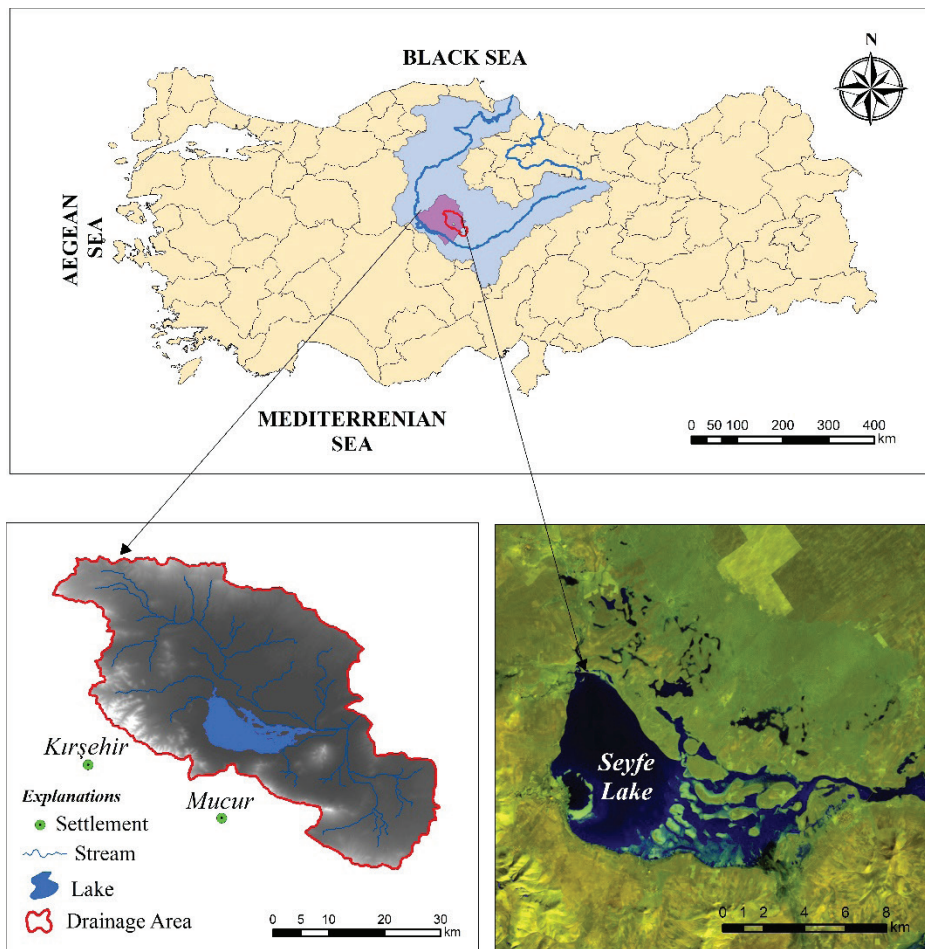 BLACK SEA
N
AEGEAN
SEA
MEDITERRENIAN
SEA
0 50 100 200 300 400
km
Kırşehir
Mucur
Explanations
Settlement
Stream
Lake
Drainage Area
0 5 10 20 30
km
Seyfe
Lake
0 1 2 4 6 8
km